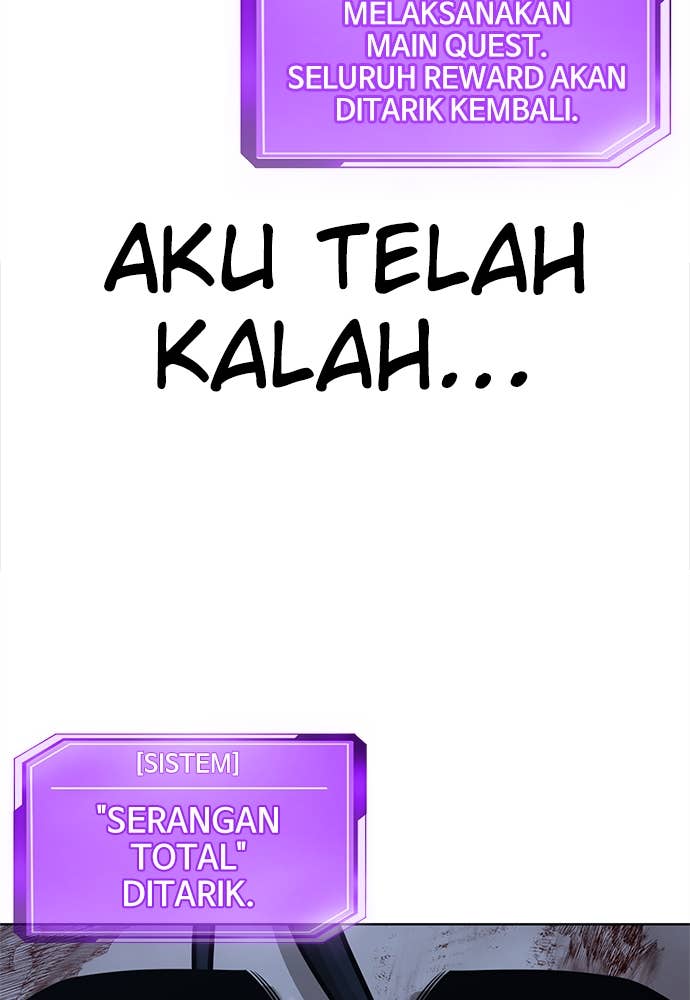 MELAKSANAKAN
MAIN QUEST.
SELURUH REWARD AKAN
DITARIK KEMBALI.
AKU TELAH
KALAH...
[SISTEM]
"SERANGAN
TOTAL"
DITARIK.